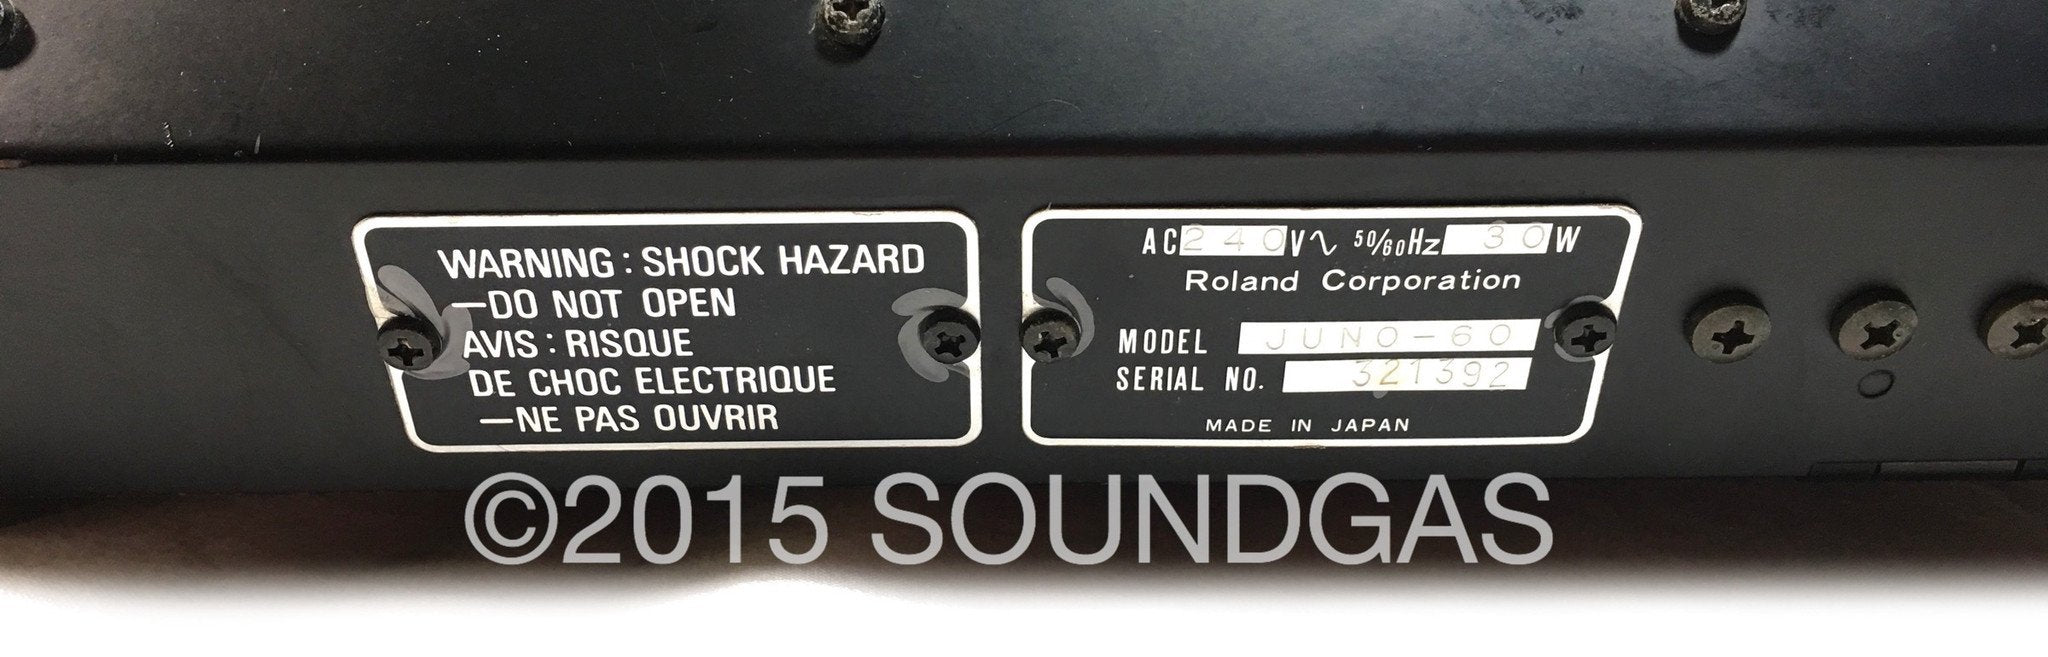 WARNING : SHOCK HAZARD
—DO NOT OPEN
AVIS : RISQUE
DE CHOC ELECTRIQUE
—NE PAS OUVRIR
AC 240 V∿ 50/60Hz 30 W
Roland Corporation
MODEL JUNO-60
SERIAL NO. 321392
MADE IN JAPAN
©2015 SOUNDGAS